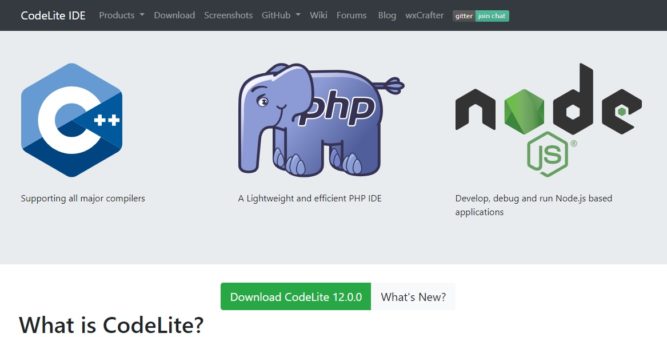 CodeLite IDE Products Download Screenshots GitHub Wiki Forums Blog wxCrafter gitter join chat
C++
php
node
JS®
Supporting all major compilers
A Lightweight and efficient PHP IDE
Develop, debug and run Node.js based
applications
Download CodeLite 12.0.0 What's New?
What is CodeLite?